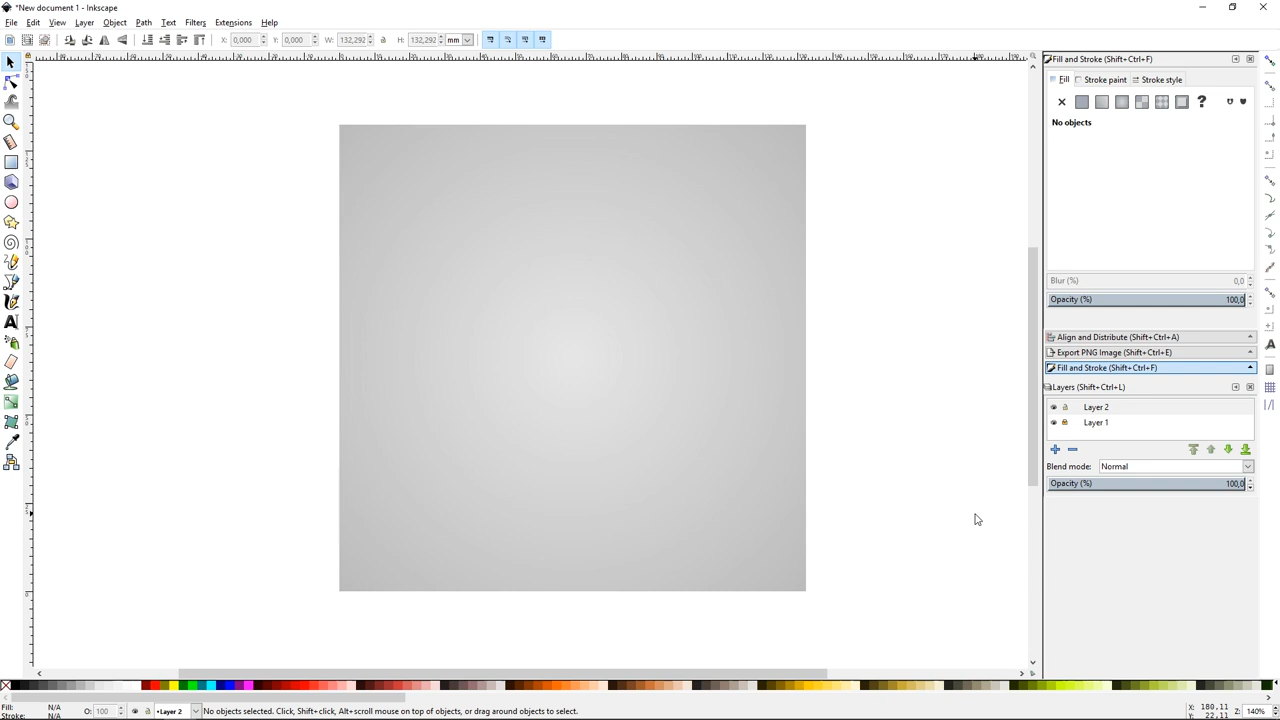 *New document 1 - Inkscape
File Edit View Layer Object Path Text Filters Extensions Help
X: 0,000 Y: 0,000 W: 132,292 H: 132,292 mm
Fill and Stroke (Shift+Ctrl+F)
Fill Stroke paint Stroke style
No objects
Blur (%) 0,0
Opacity (%) 100,0
Align and Distribute (Shift+Ctrl+A)
Export PNG Image (Shift+Ctrl+E)
Fill and Stroke (Shift+Ctrl+F)
Layers (Shift+Ctrl+L)
Layer 2
Layer 1
Blend mode: Normal
Opacity (%) 100,0
Fill: N/A
Stroke: N/A
O: 100
•Layer 2
No objects selected. Click, Shift+click, Alt+scroll mouse on top of objects, or drag around objects to select.
X: 180,11
Y: 22,11
Z: 140%